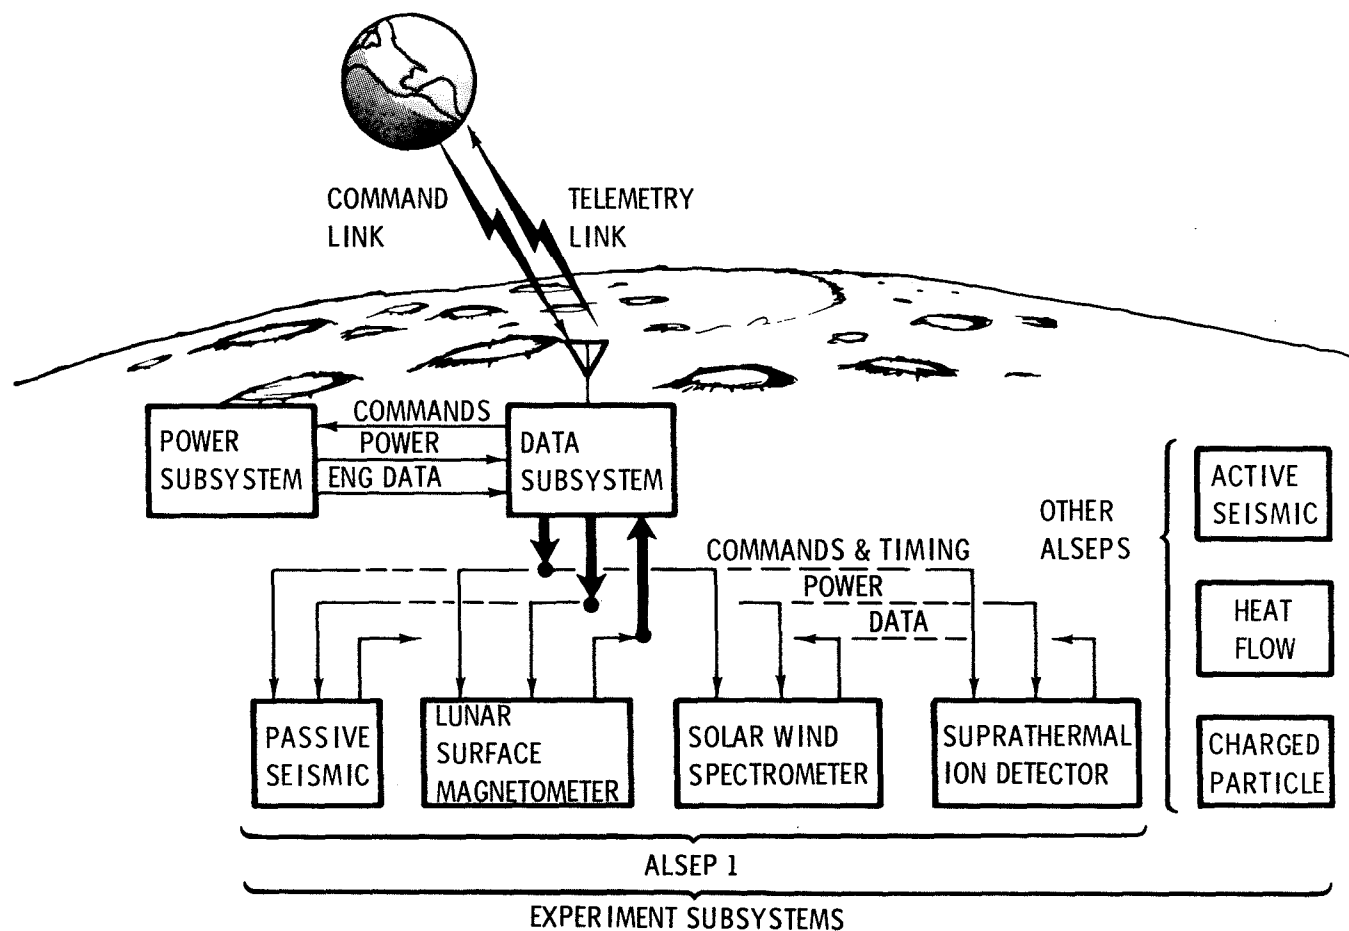 COMMAND
LINK
TELEMETRY
LINK
POWER
SUBSYSTEM
COMMANDS
POWER
ENG DATA
DATA
SUBSYSTEM
COMMANDS & TIMING
POWER
DATA
OTHER
ALSEPS
ACTIVE
SEISMIC
HEAT
FLOW
CHARGED
PARTICLE
PASSIVE
SEISMIC
LUNAR
SURFACE
MAGNETOMETER
SOLAR WIND
SPECTROMETER
SUPRATHERMAL
ION DETECTOR
ALSEP 1
EXPERIMENT SUBSYSTEMS